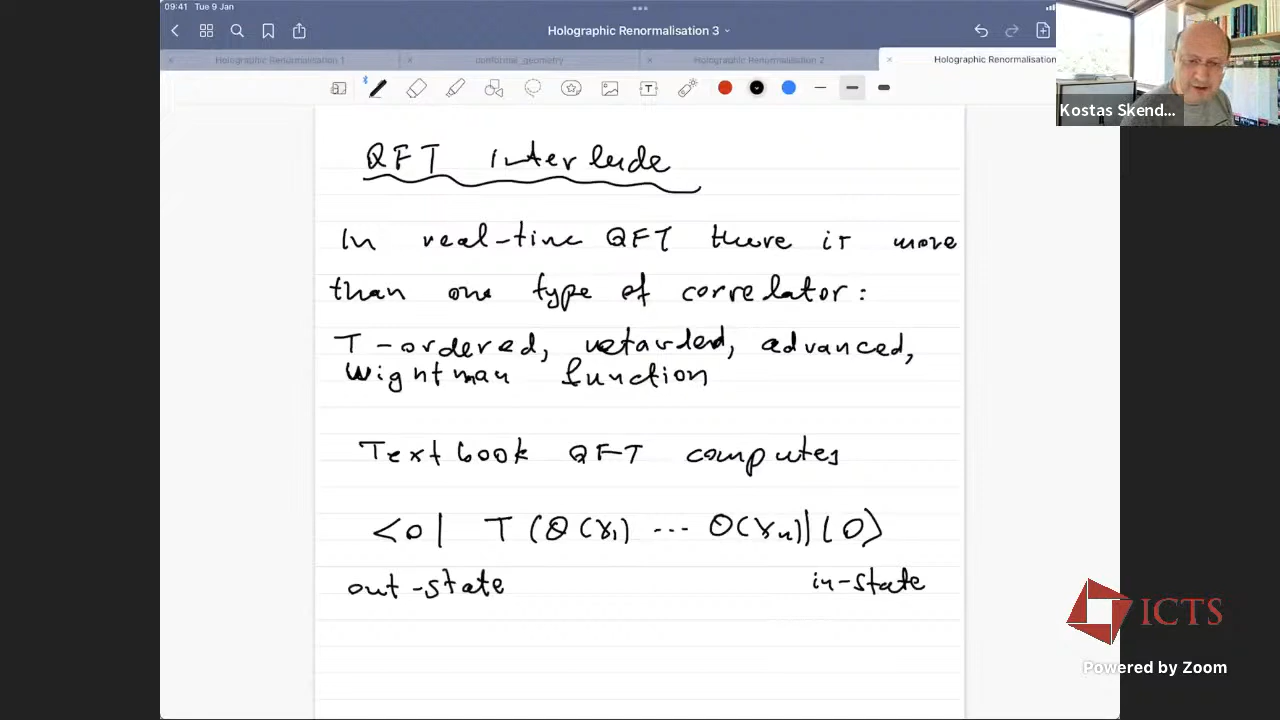 09:41 Tue 9 Jan
Holographic Renormalisation 3
Holographic Renormalisation 1
conformal_geometry
Holographic Renormalisation 2
Holographic Renormalisation
Kostas Skend...
QFT interlude
In real-time QFT there is more
than one type of correlator:
T-ordered, retarded, advanced,
Wightman function
Textbook QFT computes
<0| T(O(x₁) ... O(xₙ))|0>
out-state in-state
ICTS
Powered by Zoom